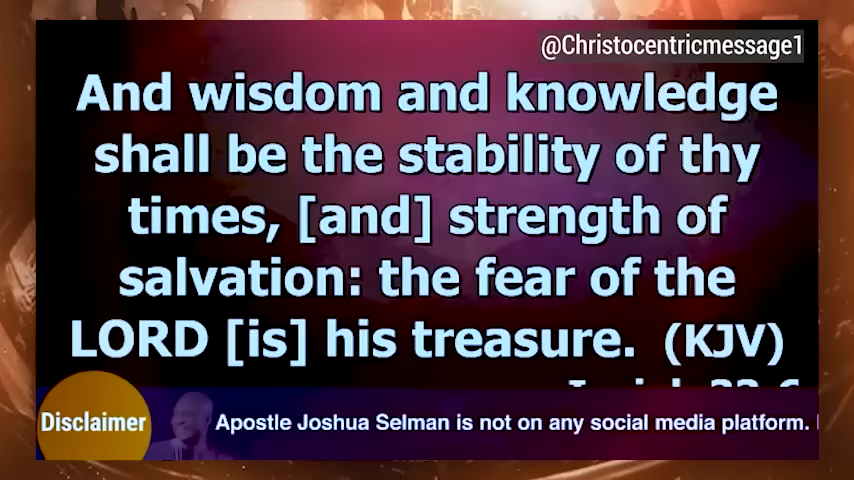 @Christocentricmessage1
And wisdom and knowledge
shall be the stability of thy
times, [and] strength of
salvation: the fear of the
LORD [is] his treasure. (KJV)
Disclaimer
Apostle Joshua Selman is not on any social media platform.